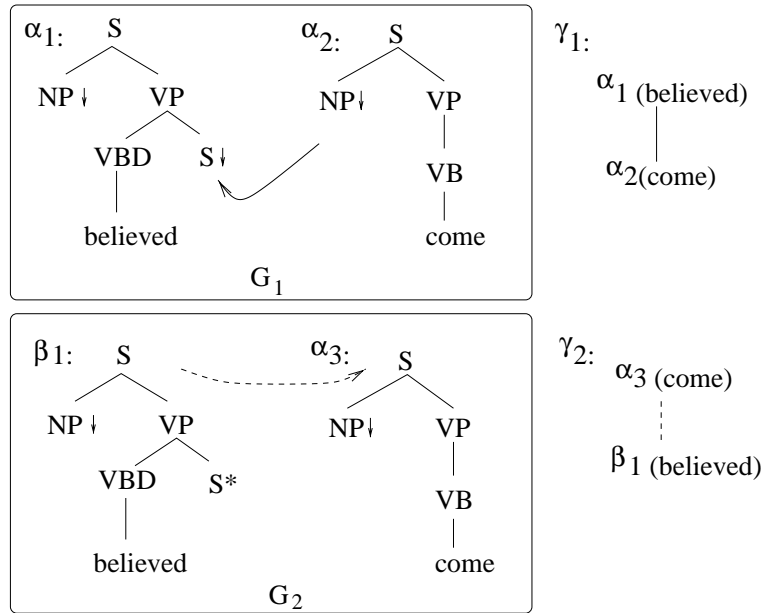 α1: S α2: S γ1:
NP↓ VP NP↓ VP α1 (believed)
VBD S↓ VB α2(come)
believed come
G1
β1: S α3: S γ2:
α3 (come)
NP↓ VP NP↓ VP
VBD S* VB β1 (believed)
believed come
G2